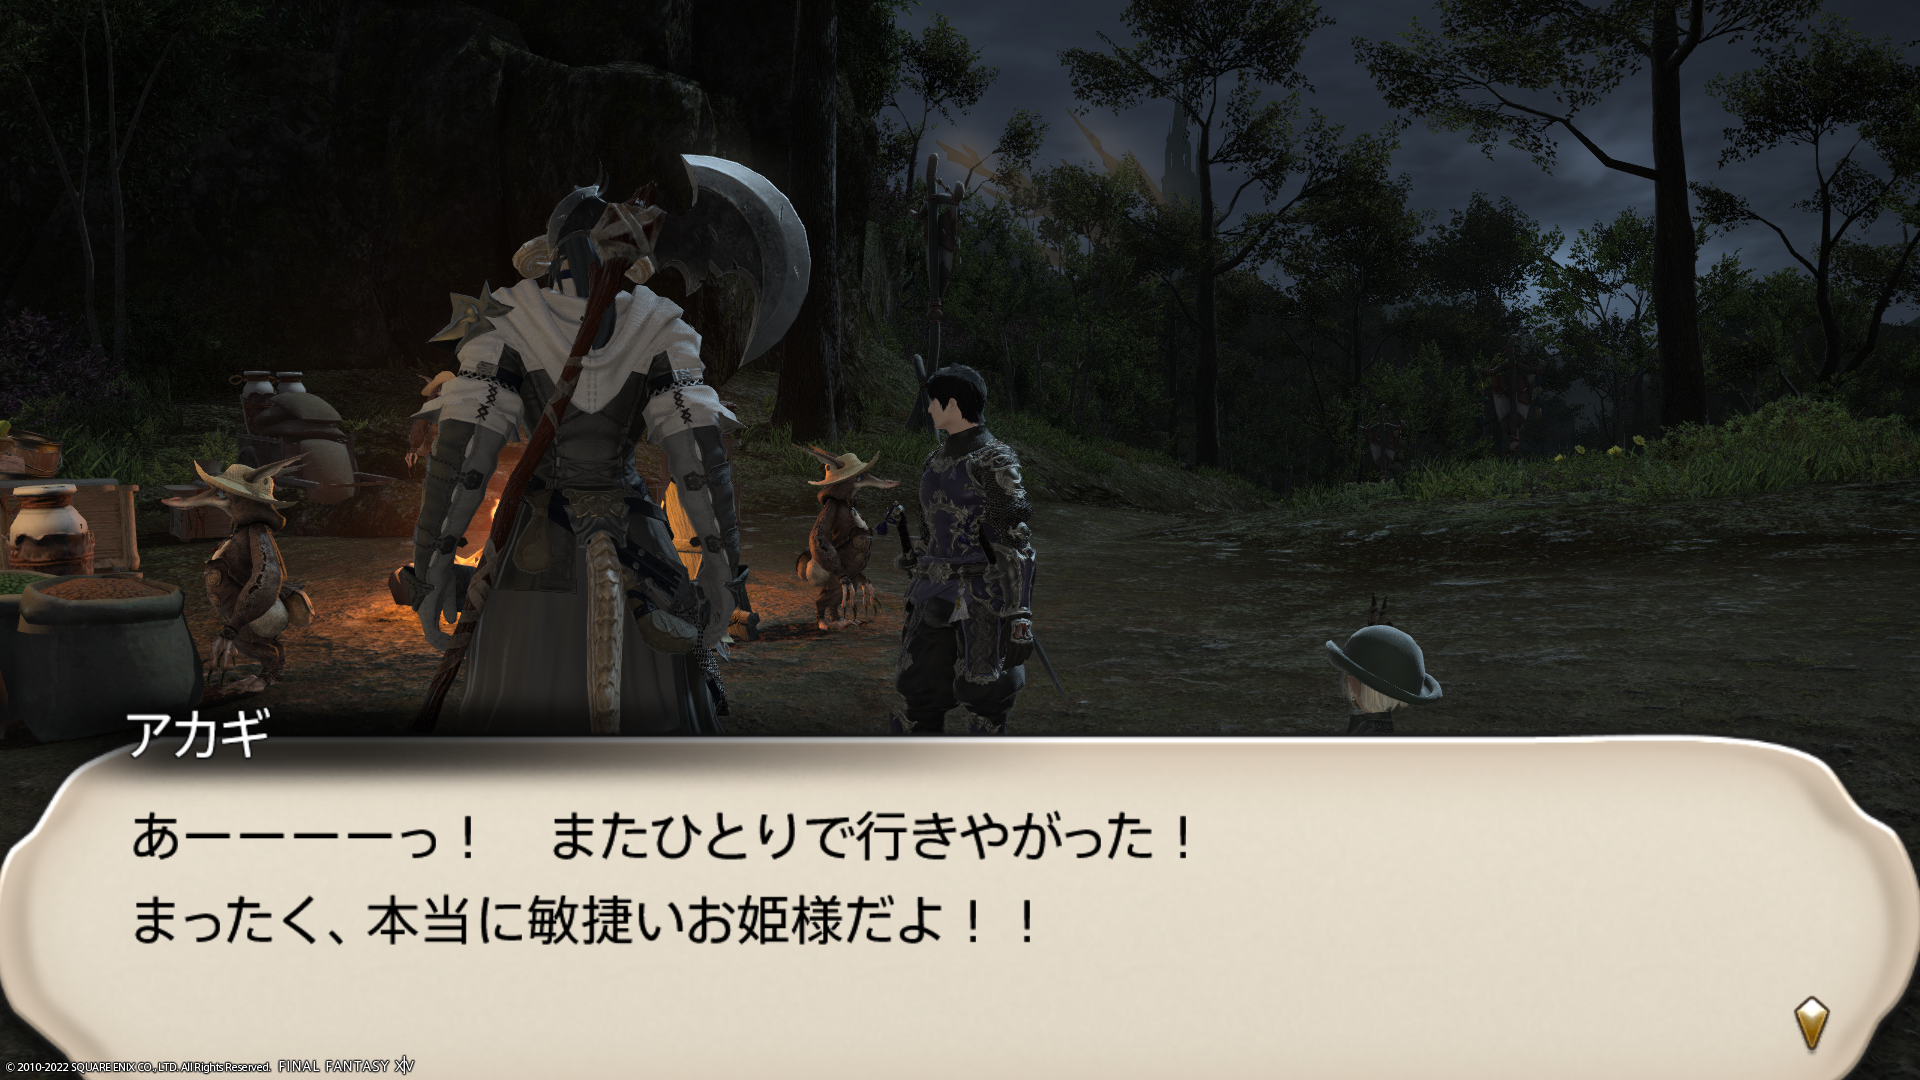 アカギ
あーーーーっ！　またひとりで行きやがった！
まったく、本当に敏捷いお姫様だよ！！
© 2010-2022 SQUARE ENIX CO., LTD. All Rights Reserved. FINAL FANTASY XIV